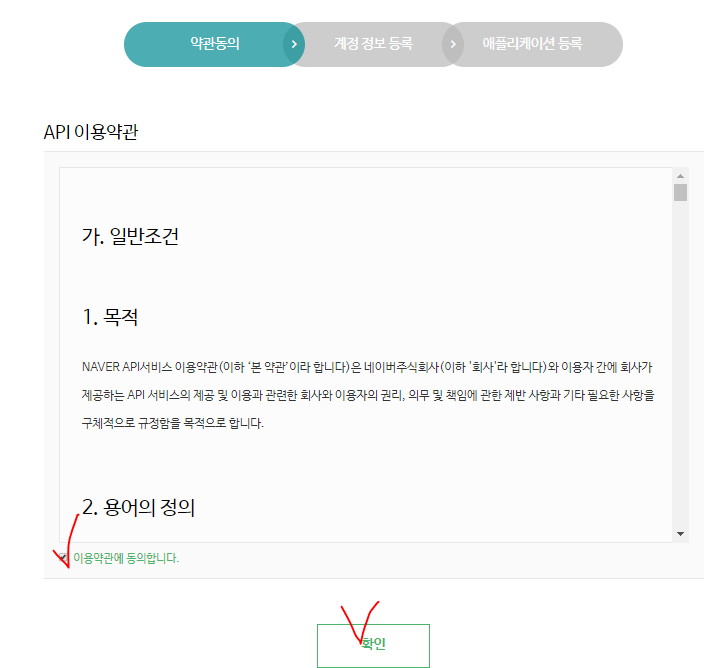 약관동의 > 계정 정보 등록 > 애플리케이션 등록
API 이용약관
가. 일반조건
1. 목적
NAVER API서비스 이용약관(이하 ‘본 약관’이라 합니다)은 네이버주식회사(이하 '회사'라 합니다)와 이용자 간에 회사가
제공하는 API 서비스의 제공 및 이용과 관련한 회사와 이용자의 권리, 의무 및 책임에 관한 제반 사항과 기타 필요한 사항을
구체적으로 규정함을 목적으로 합니다.
2. 용어의 정의
이용약관에 동의합니다.
확인